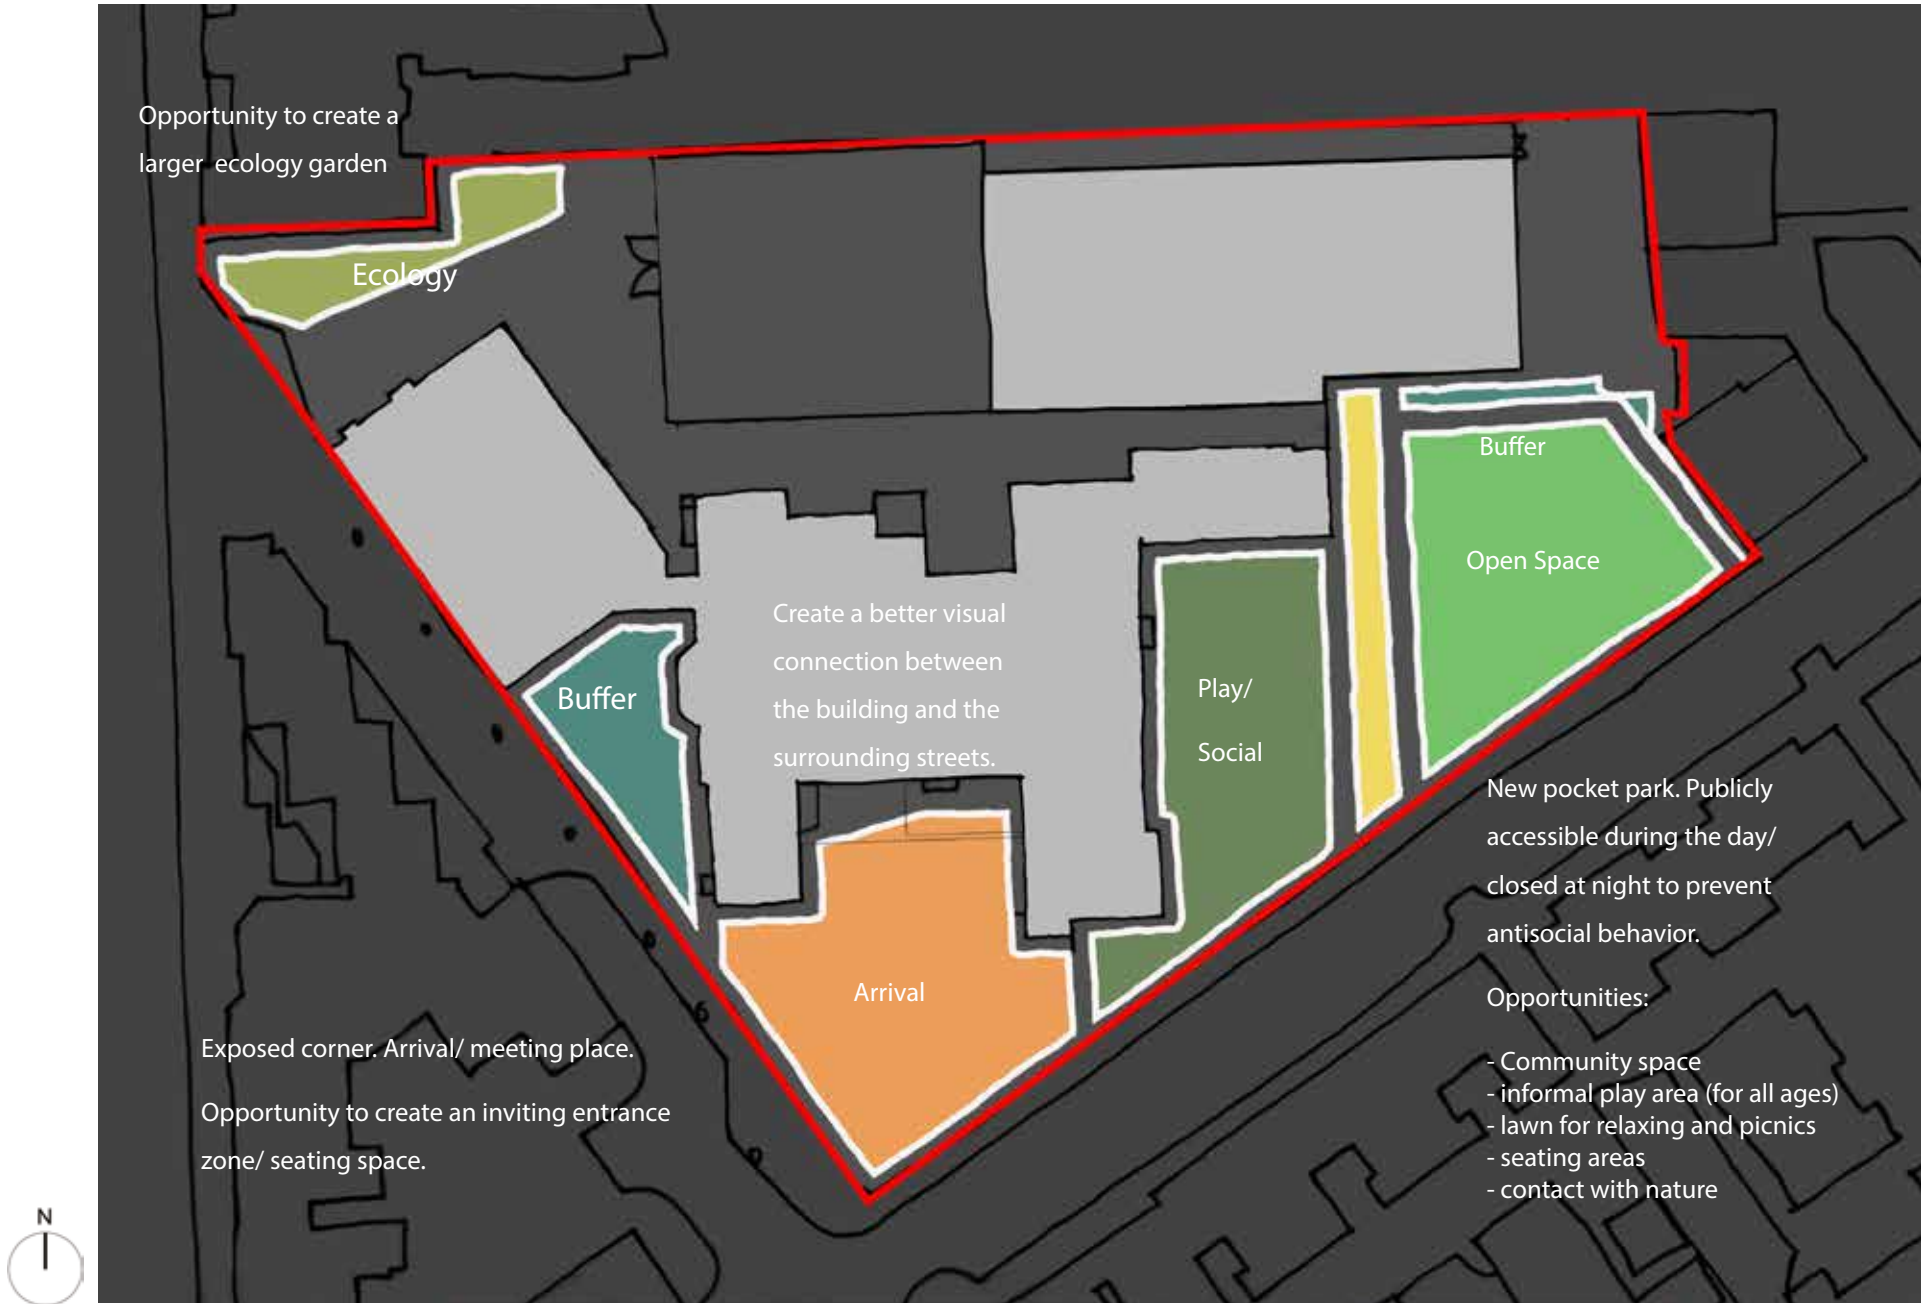 Opportunity to create a
larger ecology garden
Ecology
Buffer
Open Space
Create a better visual
connection between
the building and the
surrounding streets.
Buffer
Play/
Social
New pocket park. Publicly
accessible during the day/
closed at night to prevent
antisocial behavior.
Opportunities:
- Community space
- informal play area (for all ages)
- lawn for relaxing and picnics
- seating areas
- contact with nature
Arrival
Exposed corner. Arrival/ meeting place.
Opportunity to create an inviting entrance
zone/ seating space.
N